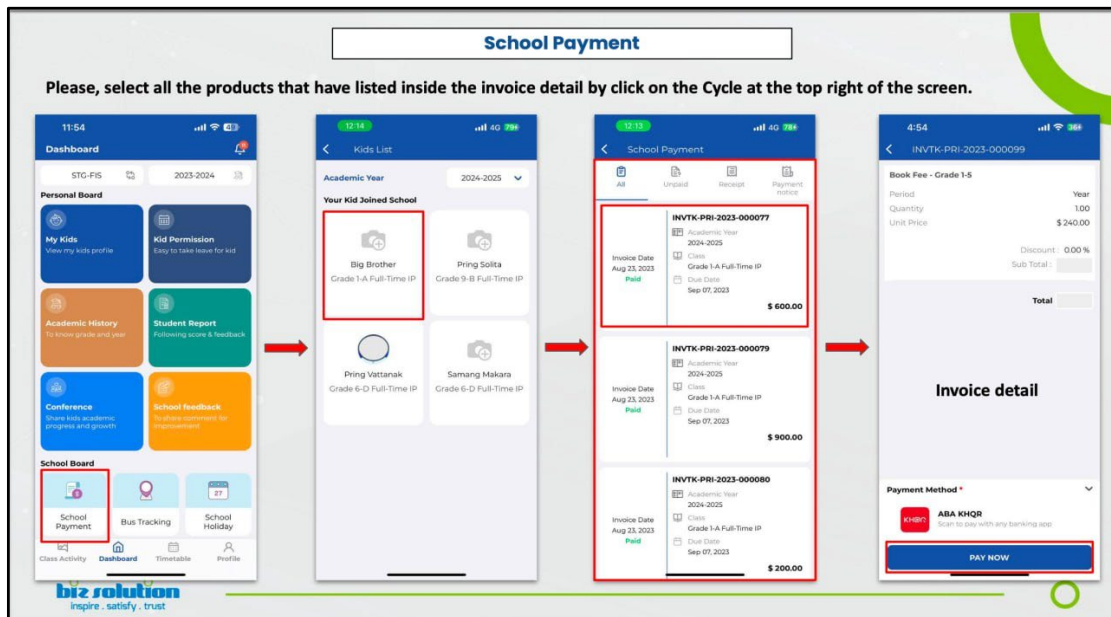 School Payment
Please, select all the products that have listed inside the invoice detail by click on the Cycle at the top right of the screen.
11:54
Dashboard
STG-FIS
2023-2024
Personal Board
My Kids
View my kids profile
Kid Permission
Easy to take leave for kid
Academic History
To know grade and year
Student Report
Following score & feedback
Conference
Share kids academic
progress and growth
School feedback
To share comment for
improvement
School Board
School
Payment
Bus Tracking
27
School
Holiday
Class Activity
Dashboard
Timetable
Profile
12:14
4G 79
Kids List
Academic Year
2024-2025
Your Kid Joined School
Big Brother
Grade 1-A Full-Time IP
Pring Solita
Grade 9-B Full-Time IP
Pring Vattanak
Grade 6-D Full-Time IP
Samang Makara
Grade 6-D Full-Time IP
12:13
4G 78
School Payment
All
Unpaid
Receipt
Payment
notice
INVTK-PRI-2023-000077
Academic Year
2024-2025
Class
Grade 1-A Full-Time IP
Due Date
Sep 07, 2023
Invoice Date
Aug 23, 2023
Paid
$ 600.00
INVTK-PRI-2023-000079
Academic Year
2024-2025
Class
Grade 1-A Full-Time IP
Due Date
Sep 07, 2023
Invoice Date
Aug 23, 2023
Paid
$ 900.00
INVTK-PRI-2023-000080
Academic Year
2024-2025
Class
Grade 1-A Full-Time IP
Due Date
Sep 07, 2023
Invoice Date
Aug 23, 2023
Paid
$ 200.00
4:54
36
INVTK-PRI-2023-000099
Book Fee - Grade 1-5
Period Year
Quantity 1.00
Unit Price $ 240.00
Discount : 0.00 %
Sub Total :
Total
Invoice detail
Payment Method *
KHQR
ABA KHQR
Scan to pay with any banking app
PAY NOW
biz solution
inspire . satisfy . trust